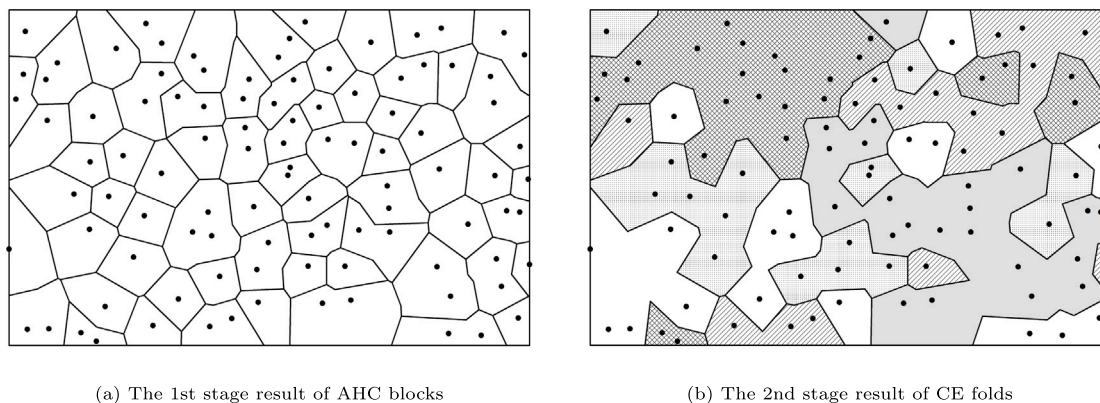 (a) The 1st stage result of AHC blocks
(b) The 2nd stage result of CE folds